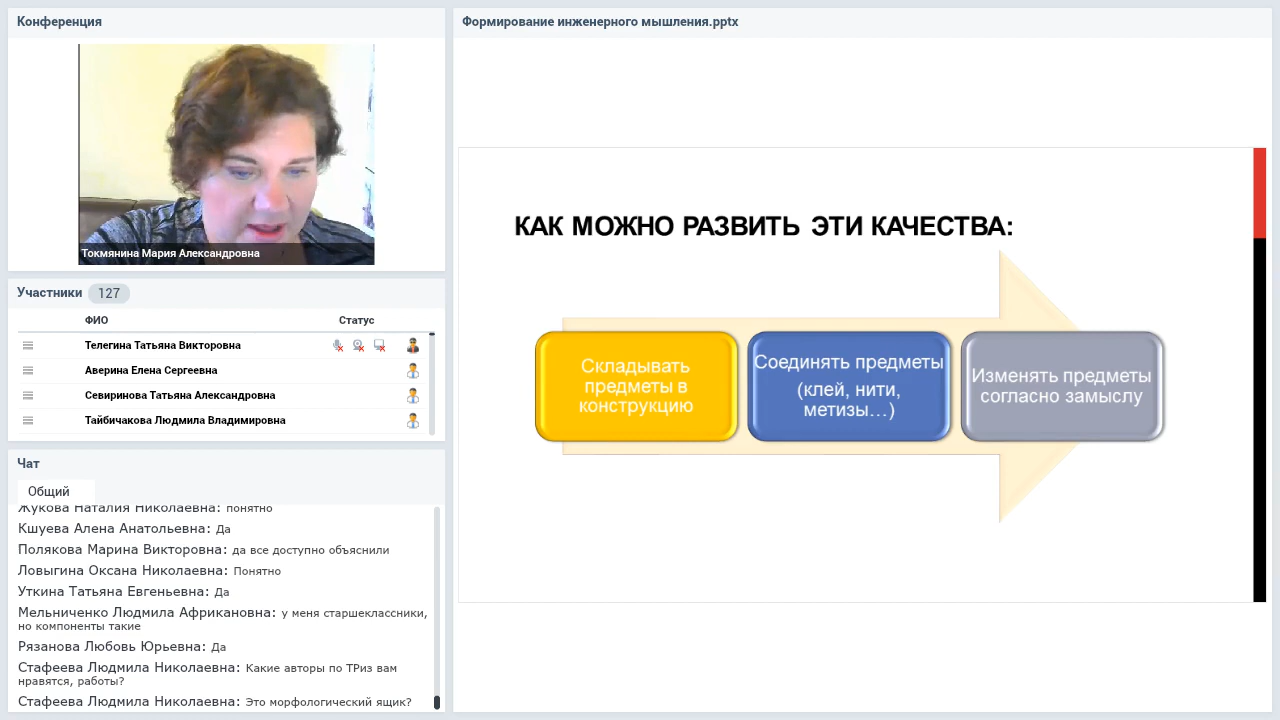 Конференция
Токмянина Мария Александровна
Участники 127
ФИО Статус
Телегина Татьяна Викторовна
Аверина Елена Сергеевна
Севиринова Татьяна Александровна
Тайбичакова Людмила Владимировна
Чат
Общий
Жукова Наталия Николаевна: понятно
Кшуева Алена Анатольевна: Да
Полякова Марина Викторовна: да все доступно объяснили
Ловыгина Оксана Николаевна: Понятно
Уткина Татьяна Евгеньевна: Да
Мельниченко Людмила Африкановна: у меня старшеклассники,
но компоненты такие
Рязанова Любовь Юрьевна: Да
Стафеева Людмила Николаевна: Какие авторы по ТРиз вам
нравятся, работы?
Стафеева Людмила Николаевна: Это морфологический ящик?
Формирование инженерного мышления.pptx
КАК МОЖНО РАЗВИТЬ ЭТИ КАЧЕСТВА:
Складывать
предметы в
конструкцию
Соединять предметы
(клей, нити,
метизы…)
Изменять предметы
согласно замыслу